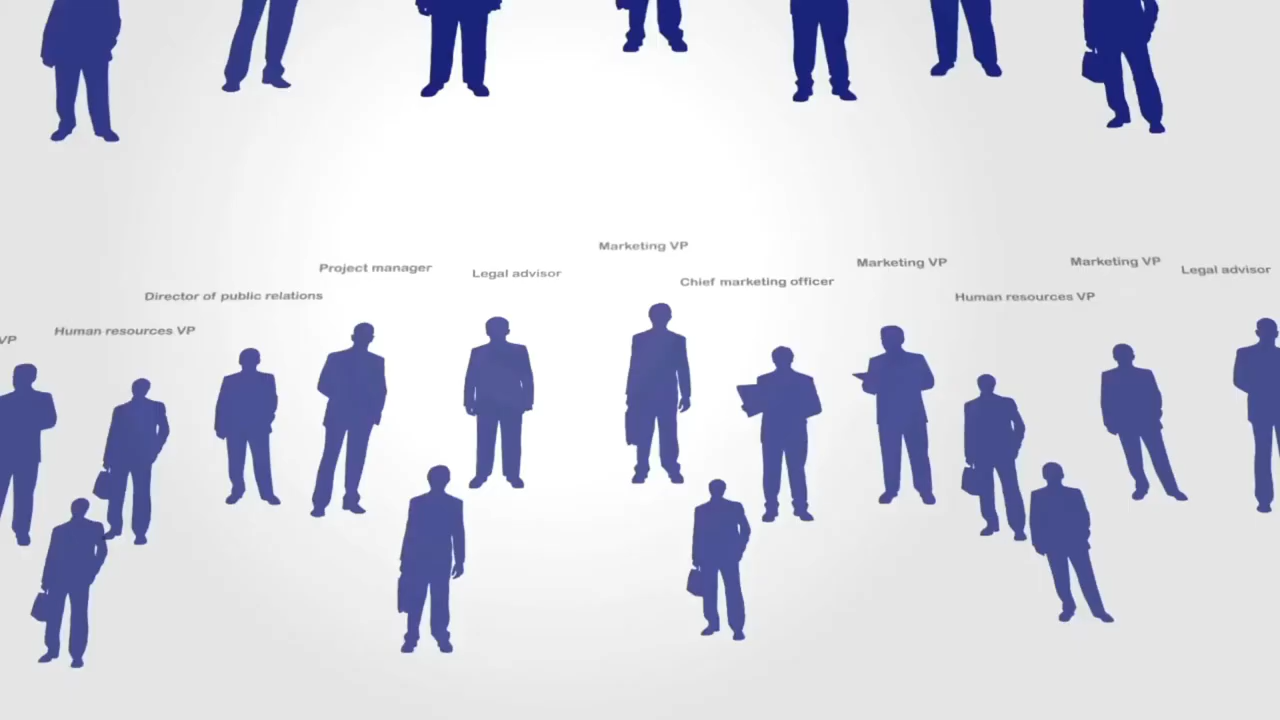 Marketing VP
Project manager
Legal advisor
Chief marketing officer
Marketing VP
Marketing VP
Legal advisor
Director of public relations
Human resources VP
Human resources VP
VP